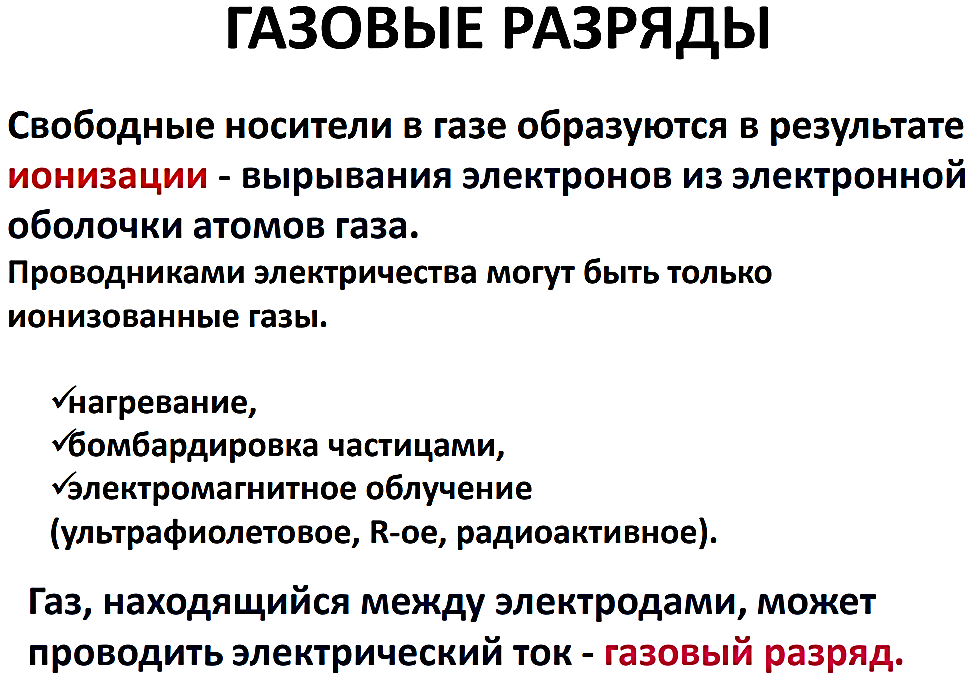 ГАЗОВЫЕ РАЗРЯДЫ
Свободные носители в газе образуются в результате
ионизации - вырывания электронов из электронной
оболочки атомов газа.
Проводниками электричества могут быть только
ионизованные газы.
✓нагревание,
✓бомбардировка частицами,
✓электромагнитное облучение
(ультрафиолетовое, R-ое, радиоактивное).
Газ, находящийся между электродами, может
проводить электрический ток - газовый разряд.